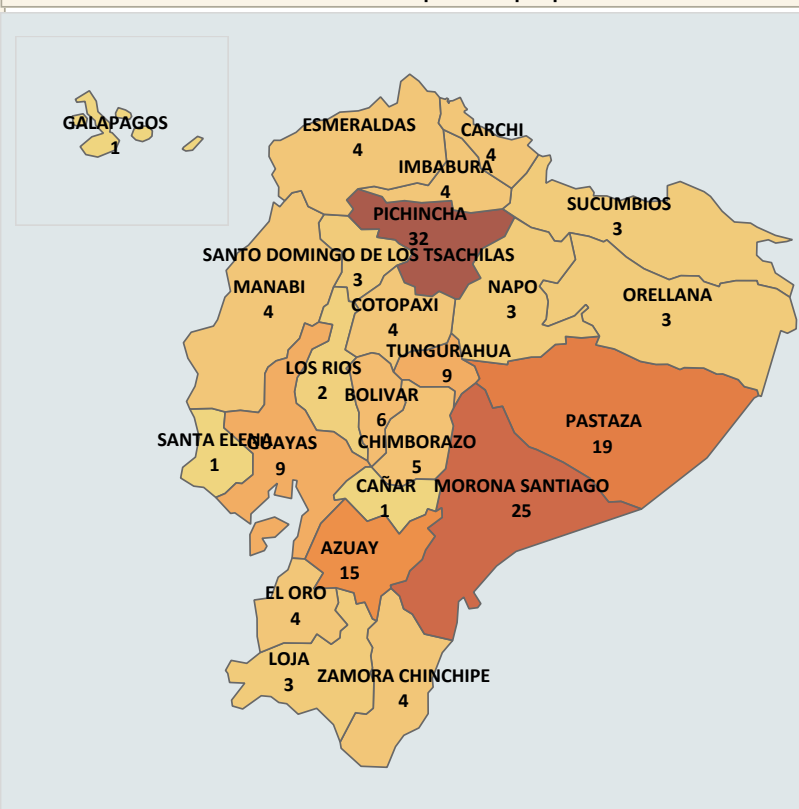 GALAPAGOS
1
ESMERALDAS
4
CARCHI
4
IMBABURA
4
SUCUMBIOS
3
PICHINCHA
32
SANTO DOMINGO DE LOS TSACHILAS
3
MANABI
4
NAPO
3
ORELLANA
3
COTOPAXI
4
TUNGURAHUA
9
LOS RIOS
2
BOLIVAR
6
PASTAZA
19
SANTA ELENA
1
GUAYAS
9
CHIMBORAZO
5
CAÑAR
1
MORONA SANTIAGO
25
AZUAY
15
EL ORO
4
LOJA
3
ZAMORA CHINCHIPE
4